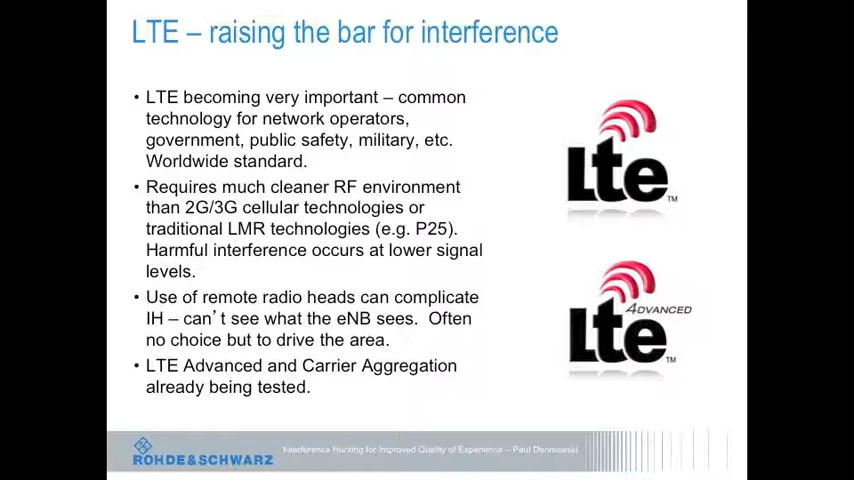 LTE – raising the bar for interference
• LTE becoming very important – common
technology for network operators,
government, public safety, military, etc.
Worldwide standard.
• Requires much cleaner RF environment
than 2G/3G cellular technologies or
traditional LMR technologies (e.g. P25).
Harmful interference occurs at lower signal
levels.
• Use of remote radio heads can complicate
IH – can’t see what the eNB sees.  Often
no choice but to drive the area.
• LTE Advanced and Carrier Aggregation
already being tested.
Lte TM
Lte ADVANCED TM
ROHDE&SCHWARZ
Interference Hunting for Improved Quality of Experience – Paul Denisowski